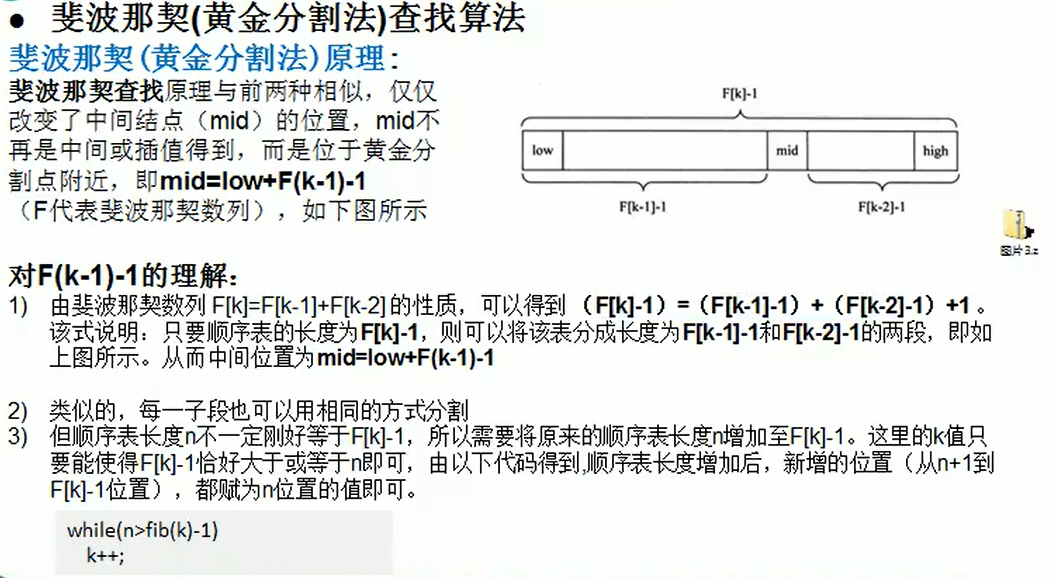 ● 斐波那契(黄金分割法)查找算法
斐波那契(黄金分割法)原理:
斐波那契查找原理与前两种相似，仅仅
改变了中间结点（mid）的位置，mid不
再是中间或插值得到，而是位于黄金分
割点附近，即mid=low+F(k-1)-1
（F代表斐波那契数列），如下图所示
F[k]-1
low mid high
F[k-1]-1 F[k-2]-1
图片3.z
对F(k-1)-1的理解：
1) 由斐波那契数列 F[k]=F[k-1]+F[k-2] 的性质，可以得到 （F[k]-1）=（F[k-1]-1）+（F[k-2]-1）+1 。
该式说明：只要顺序表的长度为F[k]-1，则可以将该表分成长度为F[k-1]-1和F[k-2]-1的两段，即如
上图所示。从而中间位置为mid=low+F(k-1)-1
2) 类似的，每一子段也可以用相同的方式分割
3) 但顺序表长度n不一定刚好等于F[k]-1，所以需要将原来的顺序表长度n增加至F[k]-1。这里的k值只
要能使得F[k]-1恰好大于或等于n即可，由以下代码得到,顺序表长度增加后，新增的位置（从n+1到
F[k]-1位置），都赋为n位置的值即可。
while(n>fib(k)-1)
k++;